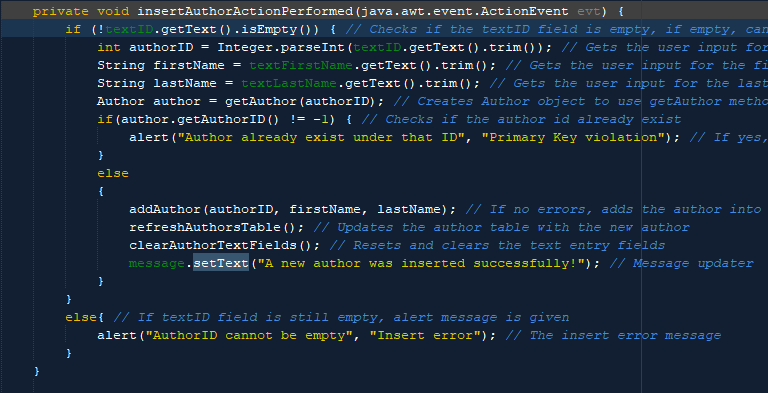 private void insertAuthorActionPerformed(java.awt.event.ActionEvent evt) {
if (!textID.getText().isEmpty()) { // Checks if the textID field is empty, if empty, can
int authorID = Integer.parseInt(textID.getText().trim()); // Gets the user input for
String firstName = textFirstName.getText().trim(); // Gets the user input for the fi
String lastName = textLastName.getText().trim(); // Gets the user input for the last
Author author = getAuthor(authorID); // Creates Author object to use getAuthor metho
if(author.getAuthorID() != -1) { // Checks if the author id already exist
alert("Author already exist under that ID", "Primary Key violation"); // If yes,
}
else
{
addAuthor(authorID, firstName, lastName); // If no errors, adds the author into
refreshAuthorsTable(); // Updates the author table with the new author
clearAuthorTextFields(); // Resets and clears the text entry fields
message.setText("A new author was inserted successfully!"); // Message updater
}
}
else{ // If textID field is still empty, alert message is given
alert("AuthorID cannot be empty", "Insert error"); // The insert error message
}
}